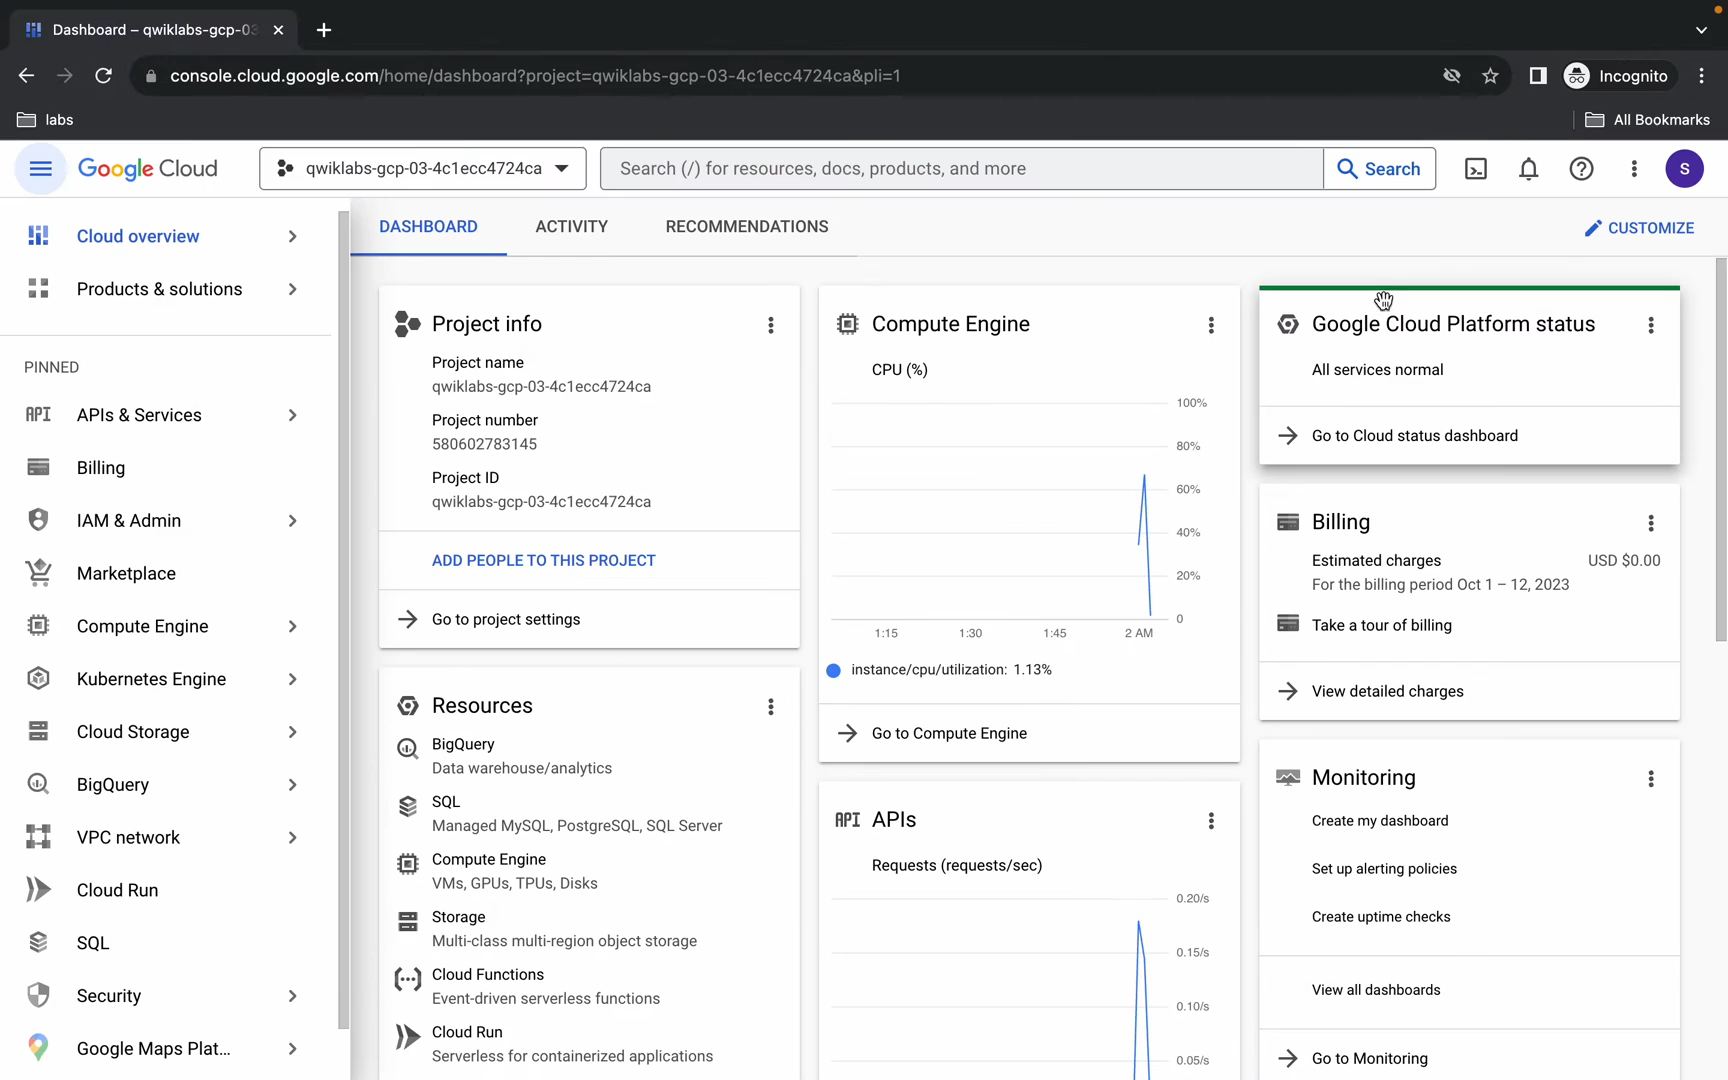 Dashboard – qwiklabs-gcp-03
console.cloud.google.com/home/dashboard?project=qwiklabs-gcp-03-4c1ecc4724ca&pli=1
Incognito
labs
All Bookmarks
Google Cloud
qwiklabs-gcp-03-4c1ecc4724ca
Search (/) for resources, docs, products, and more
Search
S
Cloud overview
Products & solutions
PINNED
API APIs & Services
Billing
IAM & Admin
Marketplace
Compute Engine
Kubernetes Engine
Cloud Storage
BigQuery
VPC network
Cloud Run
SQL
Security
Google Maps Plat...
DASHBOARD
ACTIVITY
RECOMMENDATIONS
CUSTOMIZE
Project info
Project name
qwiklabs-gcp-03-4c1ecc4724ca
Project number
580602783145
Project ID
qwiklabs-gcp-03-4c1ecc4724ca
ADD PEOPLE TO THIS PROJECT
Go to project settings
Resources
BigQuery
Data warehouse/analytics
SQL
Managed MySQL, PostgreSQL, SQL Server
Compute Engine
VMs, GPUs, TPUs, Disks
Storage
Multi-class multi-region object storage
Cloud Functions
Event-driven serverless functions
Cloud Run
Serverless for containerized applications
Compute Engine
CPU (%)
100%
80%
60%
40%
20%
0
1:15 1:30 1:45 2 AM
instance/cpu/utilization: 1.13%
Go to Compute Engine
API APIs
Requests (requests/sec)
0.20/s
0.15/s
0.10/s
0.05/s
Google Cloud Platform status
All services normal
Go to Cloud status dashboard
Billing
Estimated charges USD $0.00
For the billing period Oct 1 – 12, 2023
Take a tour of billing
View detailed charges
Monitoring
Create my dashboard
Set up alerting policies
Create uptime checks
View all dashboards
Go to Monitoring